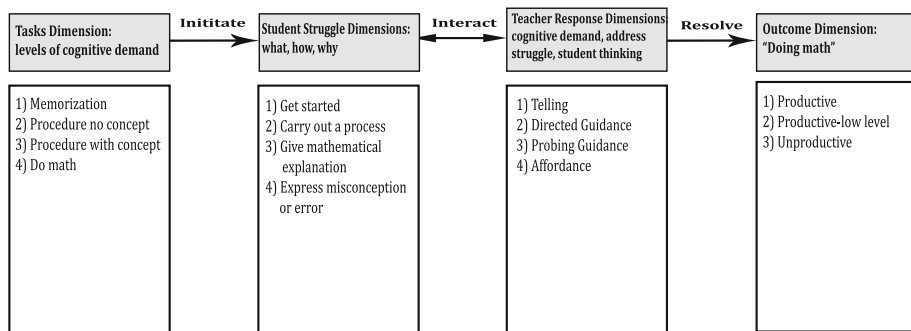 Tasks Dimension:
levels of cognitive demand
Inititate
Student Struggle Dimensions:
what, how, why
Interact
Teacher Response Dimensions:
cognitive demand, address
struggle, student thinking
Resolve
Outcome Dimension:
“Doing math”
1) Memorization
2) Procedure no concept
3) Procedure with concept
4) Do math
1) Get started
2) Carry out a process
3) Give mathematical
explanation
4) Express misconception
or error
1) Telling
2) Directed Guidance
3) Probing Guidance
4) Affordance
1) Productive
2) Productive-low level
3) Unproductive